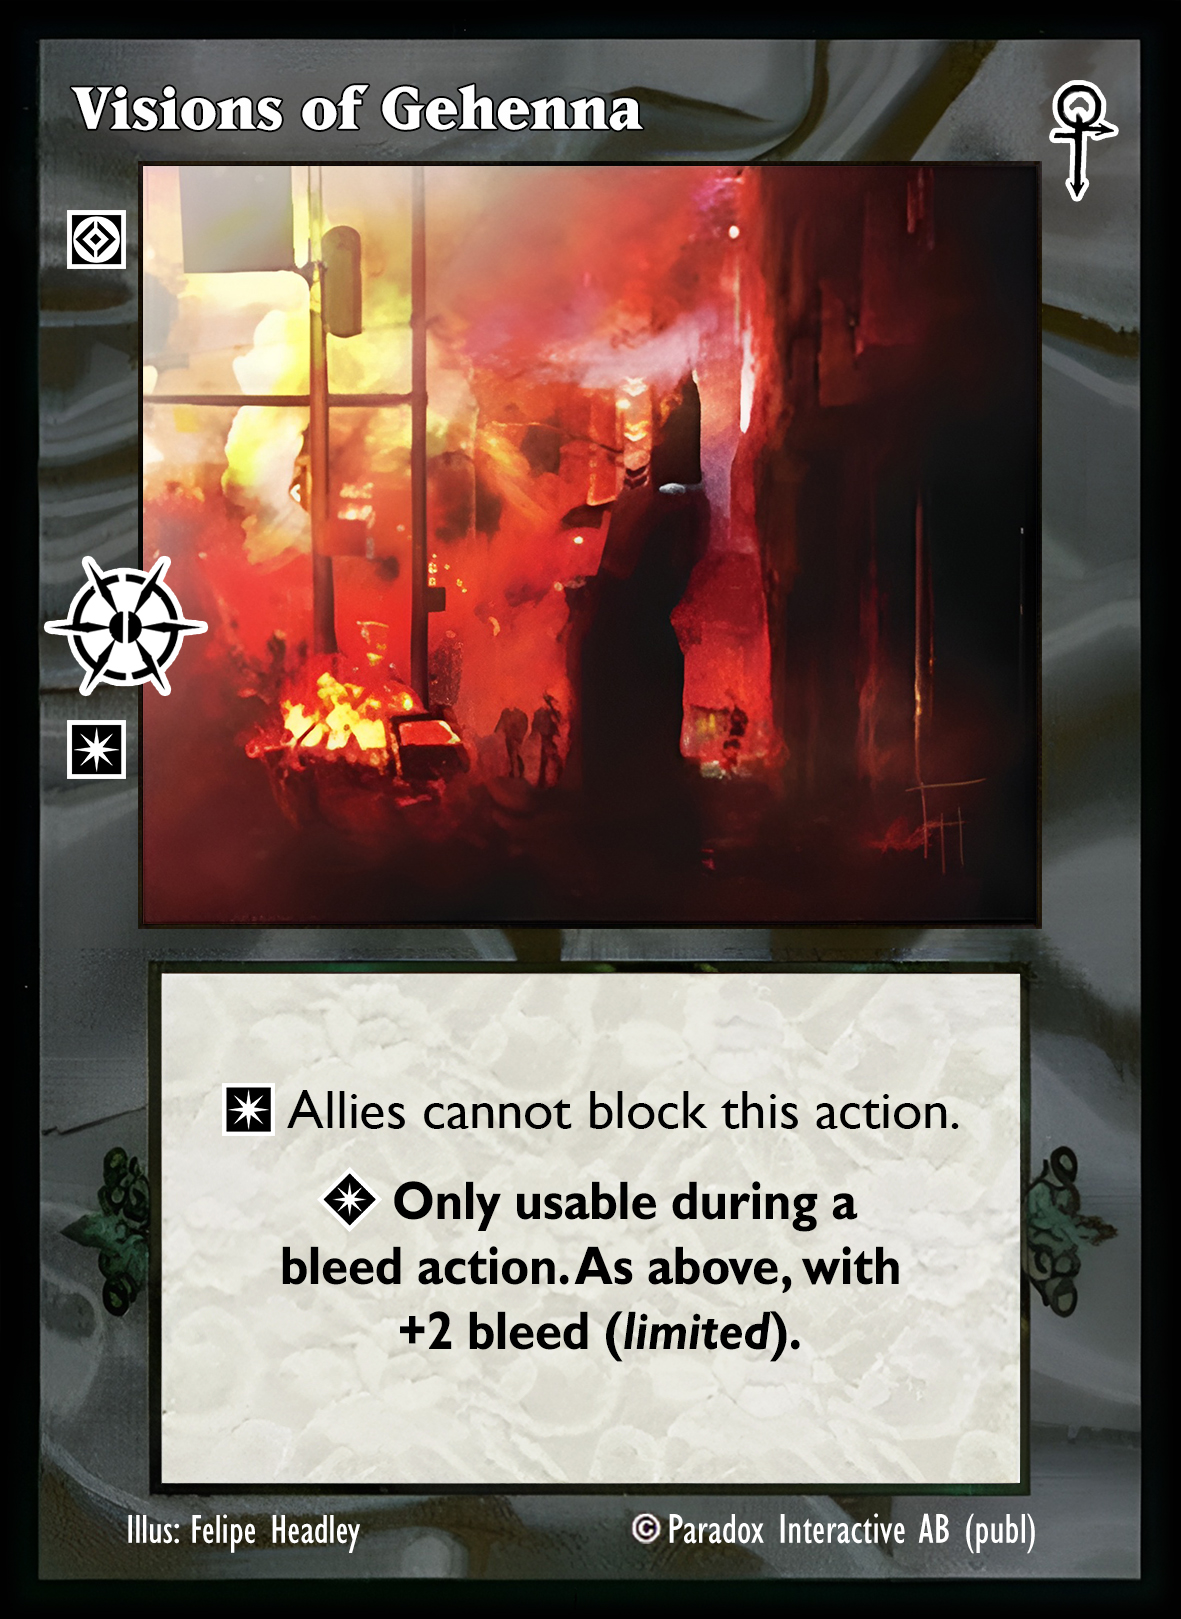 Visions of Gehenna
Allies cannot block this action.
Only usable during a
bleed action. As above, with
+2 bleed (limited).
Illus: Felipe Headley
© Paradox Interactive AB (publ)